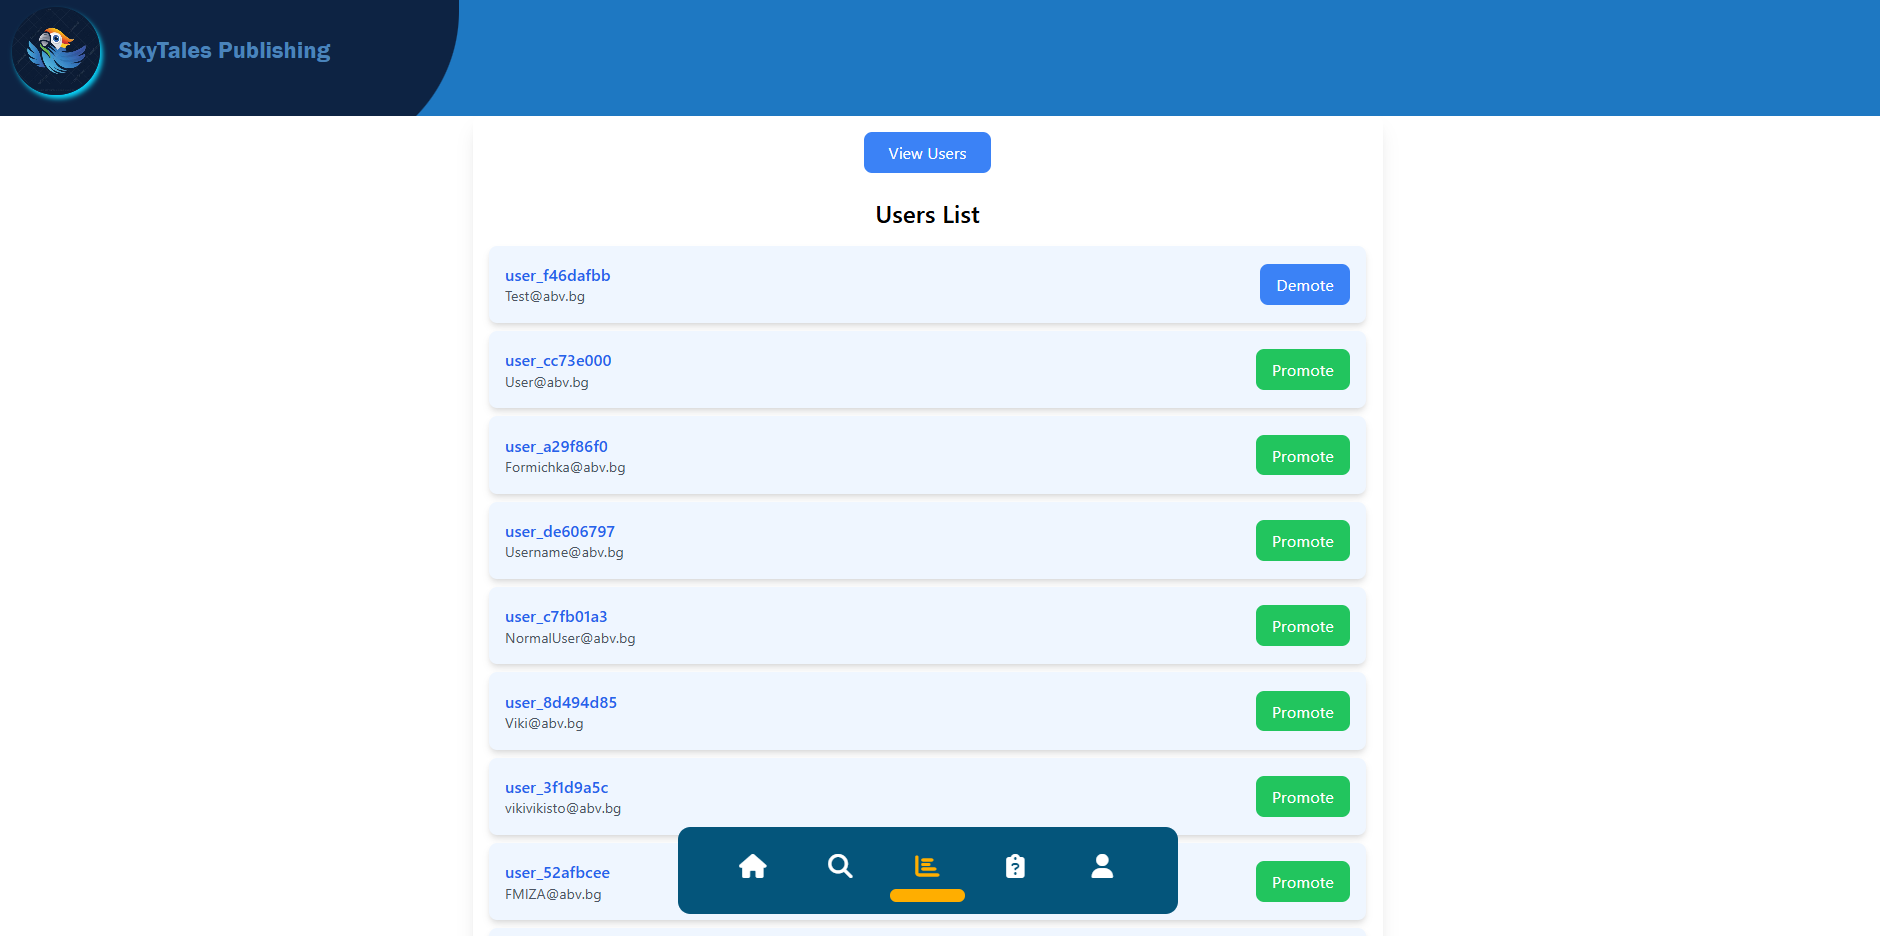 SkyTales Publishing
View Users
Users List
user_f46dafbb
Test@abv.bg
Demote
user_cc73e000
User@abv.bg
Promote
user_a29f86f0
Formichka@abv.bg
Promote
user_de606797
Username@abv.bg
Promote
user_c7fb01a3
NormalUser@abv.bg
Promote
user_8d494d85
Viki@abv.bg
Promote
user_3f1d9a5c
vikivikisto@abv.bg
Promote
user_52afbcee
FMIZA@abv.bg
Promote
?